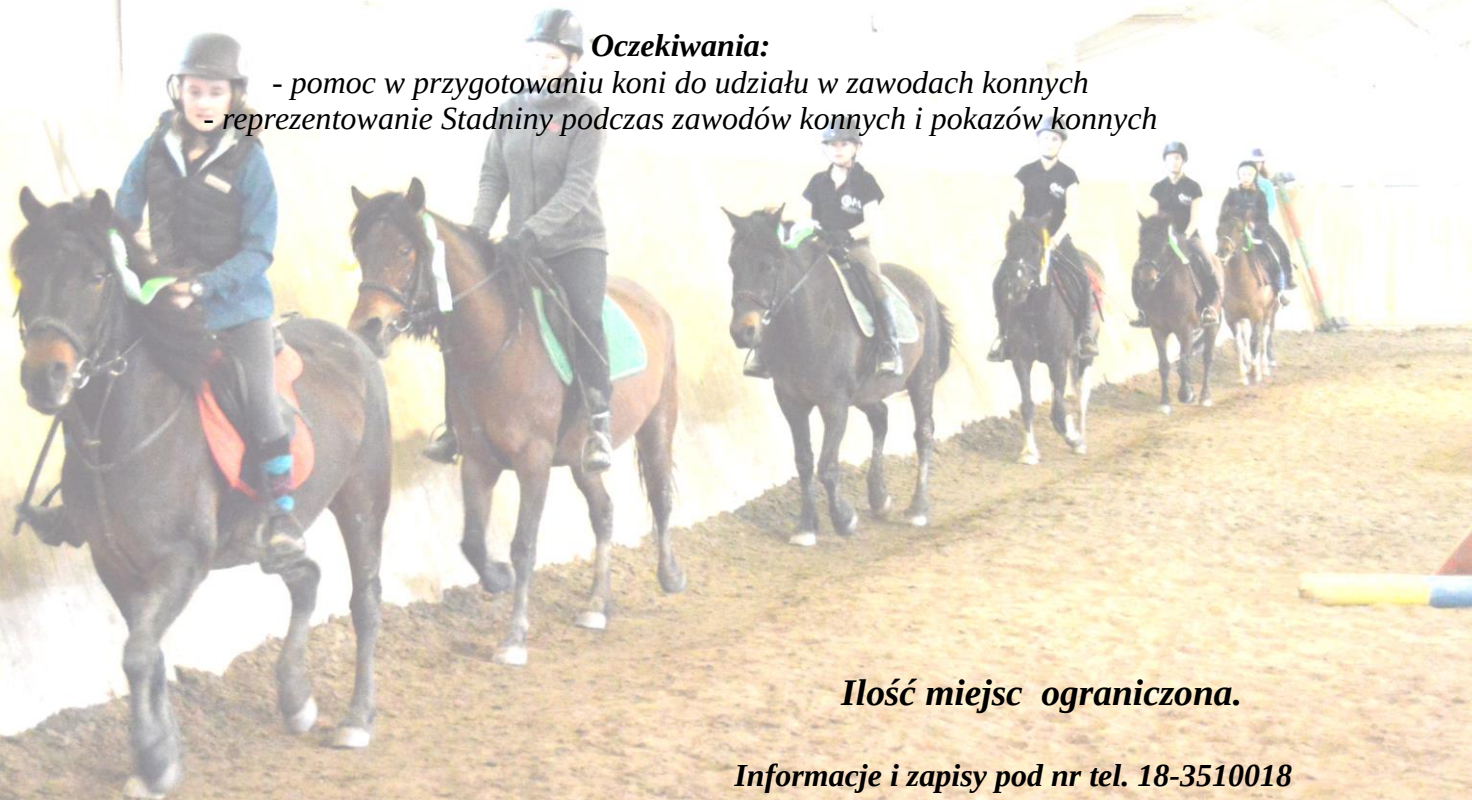 Oczekiwania:
- pomoc w przygotowaniu koni do udziału w zawodach konnych
- reprezentowanie Stadniny podczas zawodów konnych i pokazów konnych
Ilość miejsc ograniczona.
Informacje i zapisy pod nr tel. 18-3510018